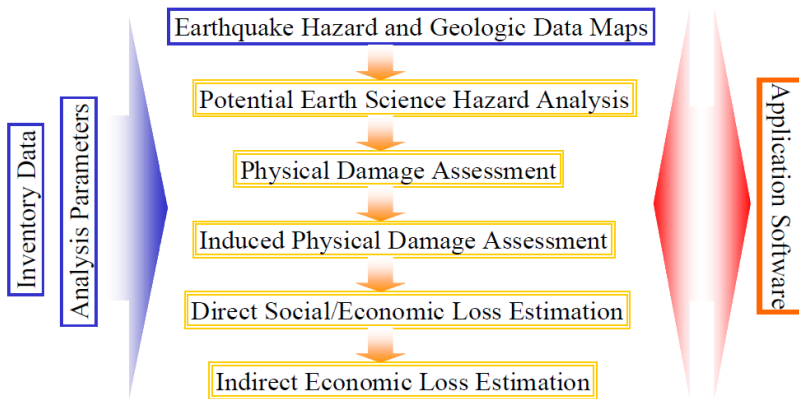 Earthquake Hazard and Geologic Data Maps
Potential Earth Science Hazard Analysis
Physical Damage Assessment
Induced Physical Damage Assessment
Direct Social/Economic Loss Estimation
Indirect Economic Loss Estimation
Inventory Data
Analysis Parameters
Application Software